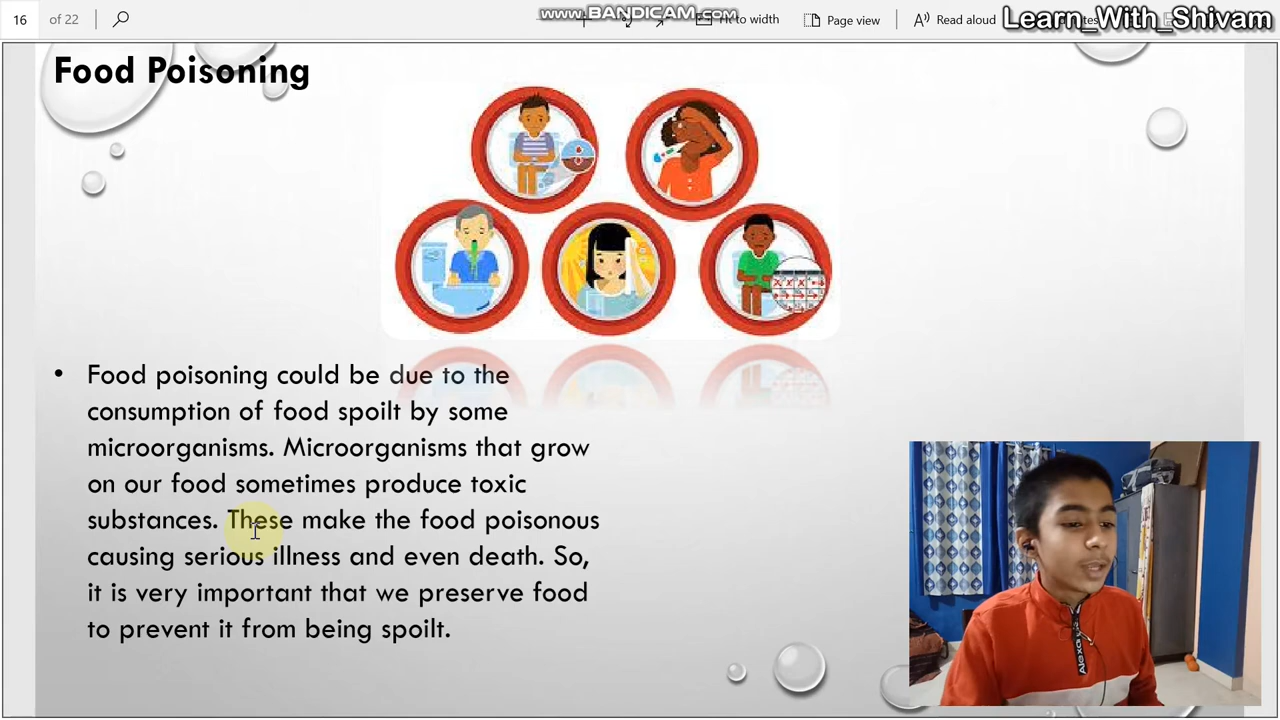 16 of 22
www.BANDICAM.com
Fit to width
Page view
Read aloud
Learn_With_Shivam
Food Poisoning
• Food poisoning could be due to the
consumption of food spoilt by some
microorganisms. Microorganisms that grow
on our food sometimes produce toxic
substances. These make the food poisonous
causing serious illness and even death. So,
it is very important that we preserve food
to prevent it from being spoilt.